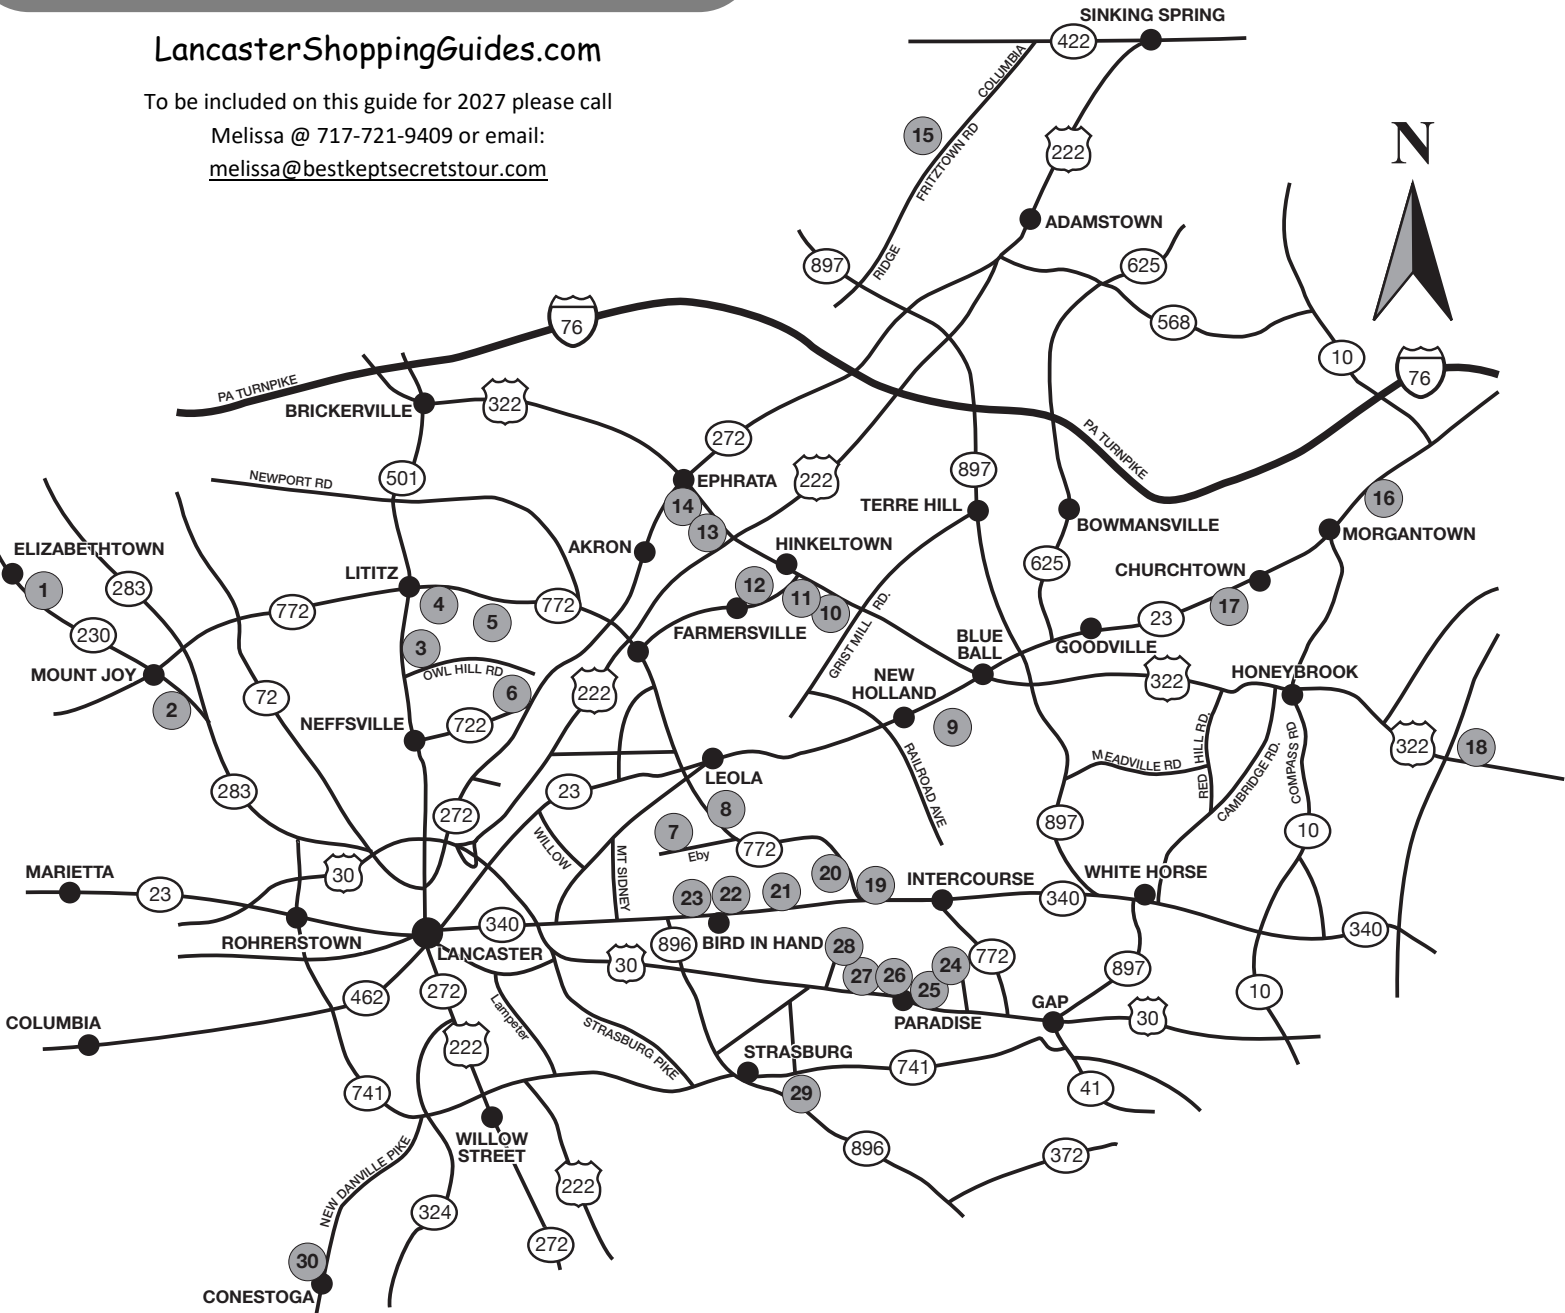 LancasterShoppingGuides.com
To be included on this guide for 2027 please call
Melissa @ 717-721-9409 or email:
melissa@bestkeptsecretstour.com
SINKING SPRING
422
COLUMBIA
15
FRITZTOWN RD
222
N
ADAMSTOWN
897
RIDGE
625
568
76
10
76
PA TURNPIKE
BRICKERVILLE
322
272
PA TURNPIKE
501
NEWPORT RD
EPHRATA
222
897
14
13
TERRE HILL
BOWMANSVILLE
16
MORGANTOWN
ELIZABETHTOWN
AKRON
HINKELTOWN
625
CHURCHTOWN
1
283
LITITZ
4
772
12
11
10
17
772
5
230
FARMERSVILLE
GRIST MILL RD.
23
GOODVILLE
3
OWL HILL RD
BLUE
BALL
MOUNT JOY
222
NEW
HOLLAND
322
HONEYBROOK
2
72
6
NEFFSVILLE
722
9
RAILROAD AVE
MEADVILLE RD
RED HILL RD.
CAMBRIDGE RD.
COMPASS RD
322
18
LEOLA
283
23
272
8
7
WILLOW
MT SIDNEY
Eby
772
897
10
MARIETTA
23
30
20
19
INTERCOURSE
WHITE HORSE
23
22
21
340
340
ROHRERSTOWN
LANCASTER
340
896
BIRD IN HAND
28
30
27
26
25
24
772
897
462
272
Lampeter
10
COLUMBIA
222
STRASBURG PIKE
PARADISE
GAP
30
STRASBURG
741
741
29
41
WILLOW
STREET
NEW DANVILLE PIKE
896
372
222
324
272
30
CONESTOGA